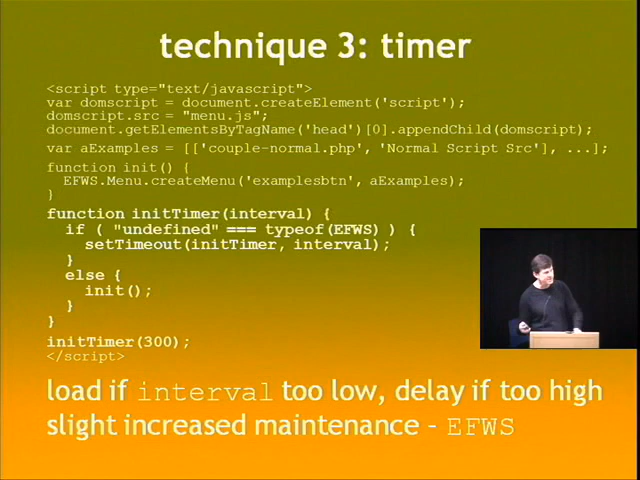 technique 3: timer
<script type="text/javascript">
var domscript = document.createElement('script');
domscript.src = "menu.js";
document.getElementsByTagName('head')[0].appendChild(domscript);
var aExamples = [['couple-normal.php', 'Normal Script Src'], ...];
function init() {
EFWS.Menu.createMenu('examplesbtn', aExamples);
}
function initTimer(interval) {
if ( "undefined" === typeof(EFWS) ) {
setTimeout(initTimer, interval);
}
else {
init();
}
}
initTimer(300);
</script>
load if interval too low, delay if too high
slight increased maintenance - EFWS